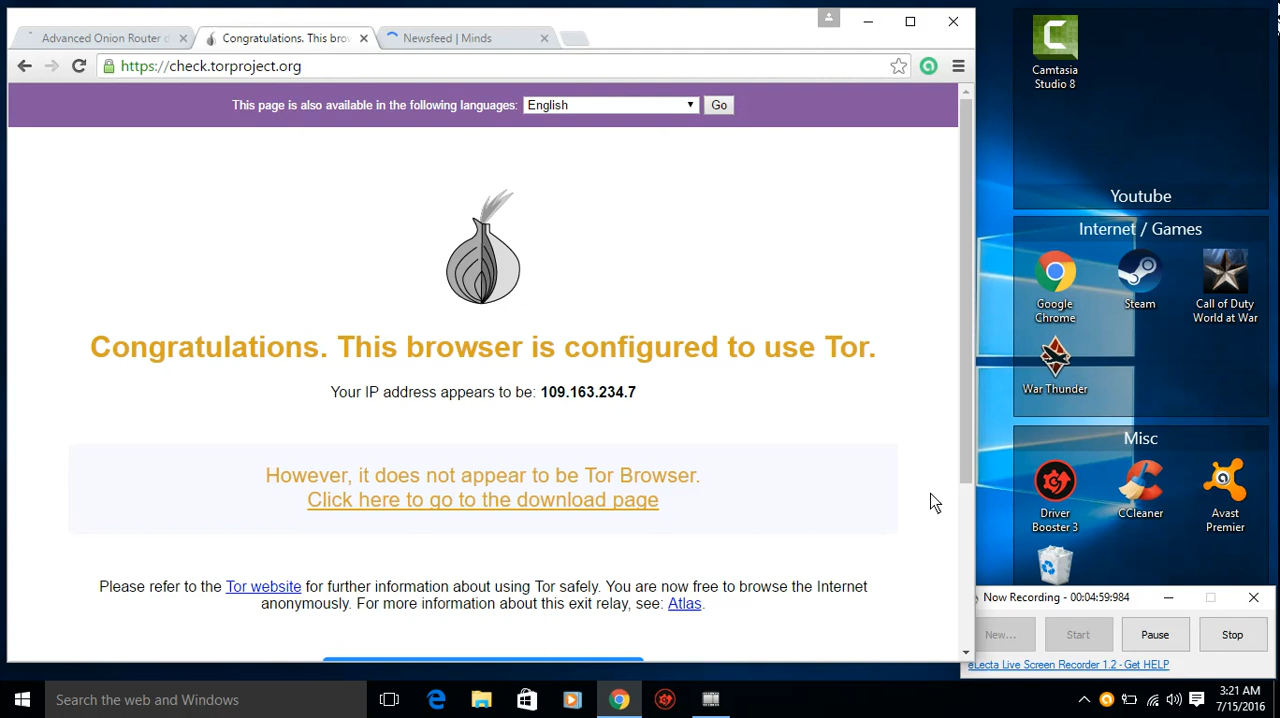 Advanced Onion Router d
Congratulations. This brow
Newsfeed | Minds
https://check.torproject.org
This page is also available in the following languages:
English
Go
Congratulations. This browser is configured to use Tor.
Your IP address appears to be: 109.163.234.7
However, it does not appear to be Tor Browser.
Click here to go to the download page
Please refer to the Tor website for further information about using Tor safely. You are now free to browse the Internet
anonymously. For more information about this exit relay, see: Atlas.
Camtasia
Studio 8
Youtube
Internet / Games
Google
Chrome
Steam
Call of Duty
World at War
War Thunder
Misc
Driver
Booster 3
CCleaner
Avast
Premier
Now Recording - 00:04:59:984
New...
Start
Pause
Stop
eLecta Live Screen Recorder 1.2 - Get HELP
Search the web and Windows
3:21 AM
7/15/2016